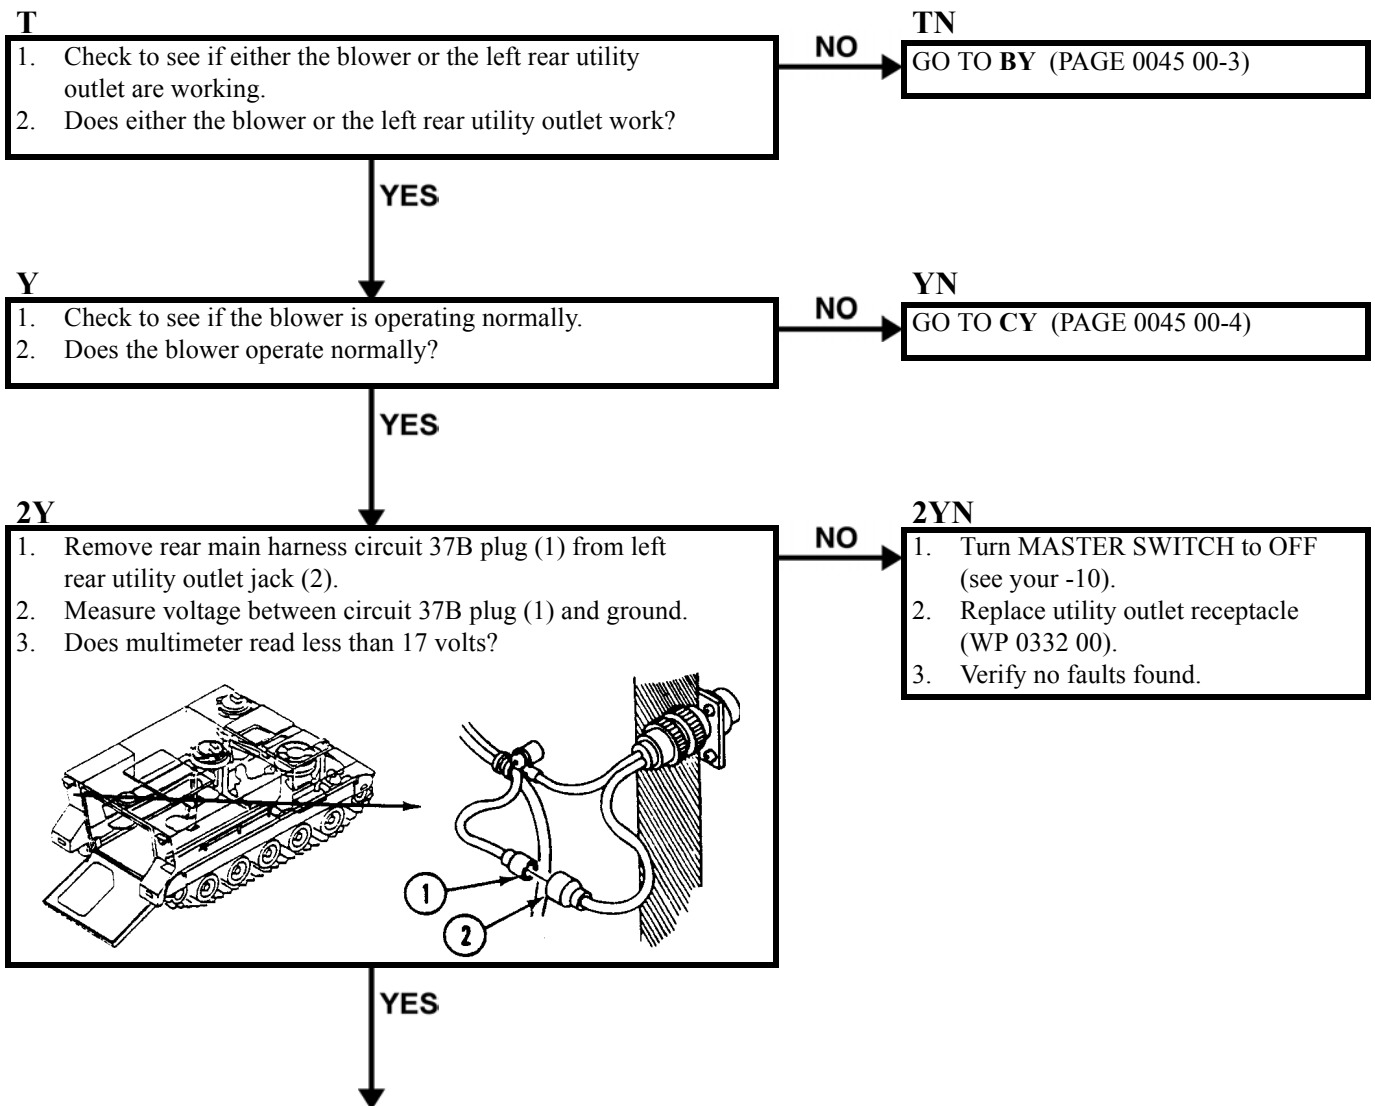 T
1. Check to see if either the blower or the left rear utility
outlet are working.
2. Does either the blower or the left rear utility outlet work?
NO
TN
GO TO BY (PAGE 0045 00-3)
YES
Y
1. Check to see if the blower is operating normally.
2. Does the blower operate normally?
NO
YN
GO TO CY (PAGE 0045 00-4)
YES
2Y
1. Remove rear main harness circuit 37B plug (1) from left
rear utility outlet jack (2).
2. Measure voltage between circuit 37B plug (1) and ground.
3. Does multimeter read less than 17 volts?
1
2
NO
2YN
1. Turn MASTER SWITCH to OFF
(see your -10).
2. Replace utility outlet receptacle
(WP 0332 00).
3. Verify no faults found.
YES